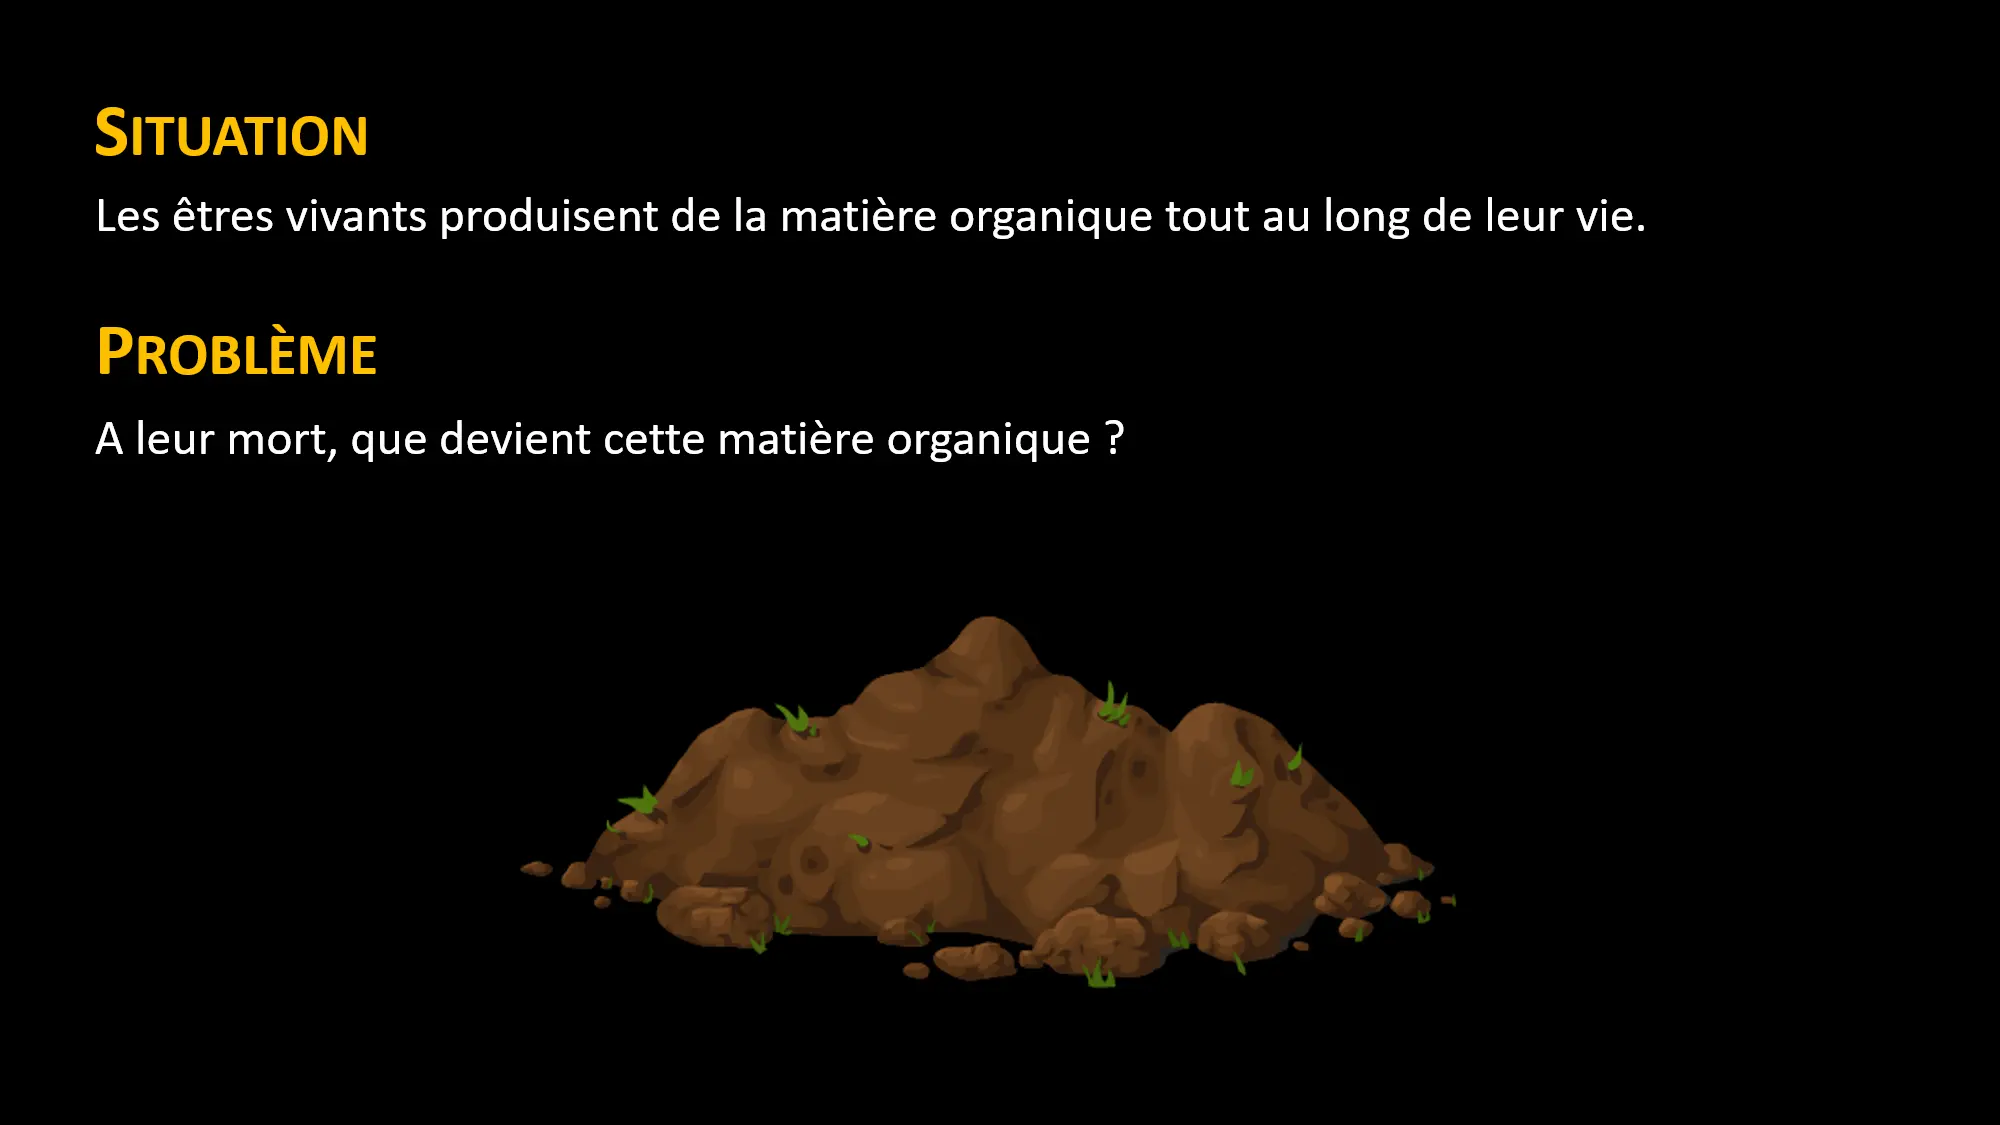 SITUATION
Les êtres vivants produisent de la matière organique tout au long de leur vie.
PROBLÈME
A leur mort, que devient cette matière organique ?